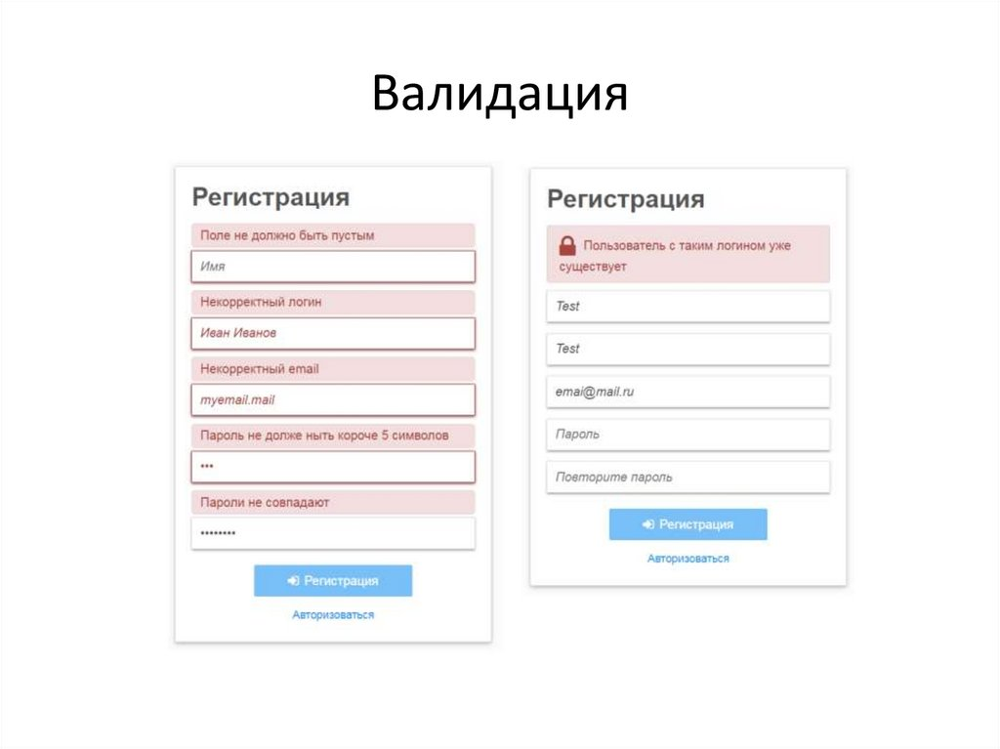 Валидация
Регистрация
Поле не должно быть пустым
Имя
Некорректный логин
Иван Иванов
Некорректный email
myemail.mail
Пароль не долже ныть короче 5 символов
•••
Пароли не совпадают
••••••••
Регистрация
Авторизоваться
Регистрация
Пользователь с таким логином уже
существует
Test
Test
emai@mail.ru
Пароль
Повторите пароль
Регистрация
Авторизоваться